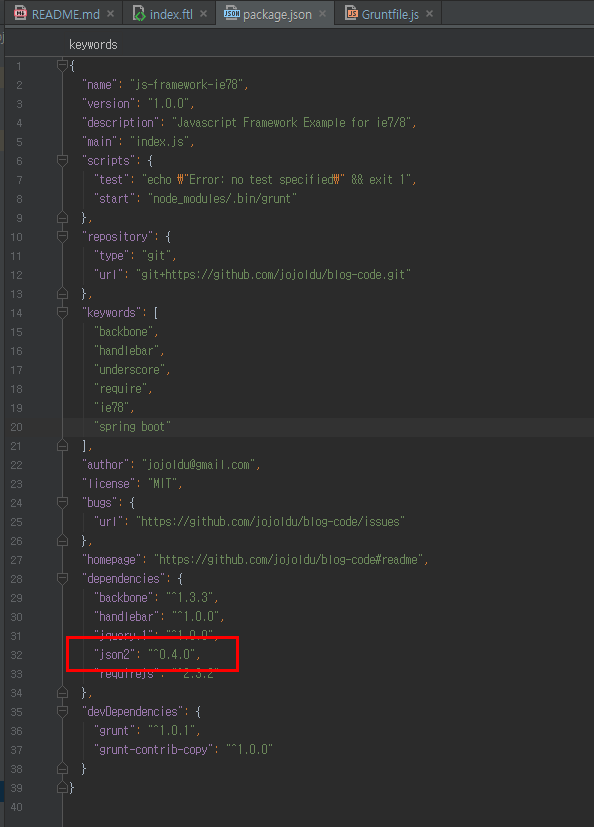 README.md × index.ftl × package.json × Gruntfile.js ×
keywords
1 {
2 "name": "js-framework-ie78",
3 "version": "1.0.0",
4 "description": "Javascript Framework Example for ie7/8",
5 "main": "index.js",
6 "scripts": {
7 "test": "echo ₩"Error: no test specified₩" && exit 1",
8 "start": "node_modules/.bin/grunt"
9 },
10 "repository": {
11 "type": "git",
12 "url": "git+https://github.com/jojoldu/blog-code.git"
13 },
14 "keywords": [
15 "backbone",
16 "handlebar",
17 "underscore",
18 "require",
19 "ie78",
20 "spring boot"
21 ],
22 "author": "jojoldu@gmail.com",
23 "license": "MIT",
24 "bugs": {
25 "url": "https://github.com/jojoldu/blog-code/issues"
26 },
27 "homepage": "https://github.com/jojoldu/blog-code#readme",
28 "dependencies": {
29 "backbone": "^1.3.3",
30 "handlebar": "^1.0.0",
31 "jquery.1": "^1.0.0",
32 "json2": "^0.4.0",
33 "requirejs": "^2.3.2"
34 },
35 "devDependencies": {
36 "grunt": "^1.0.1",
37 "grunt-contrib-copy": "^1.0.0"
38 }
39 }
40